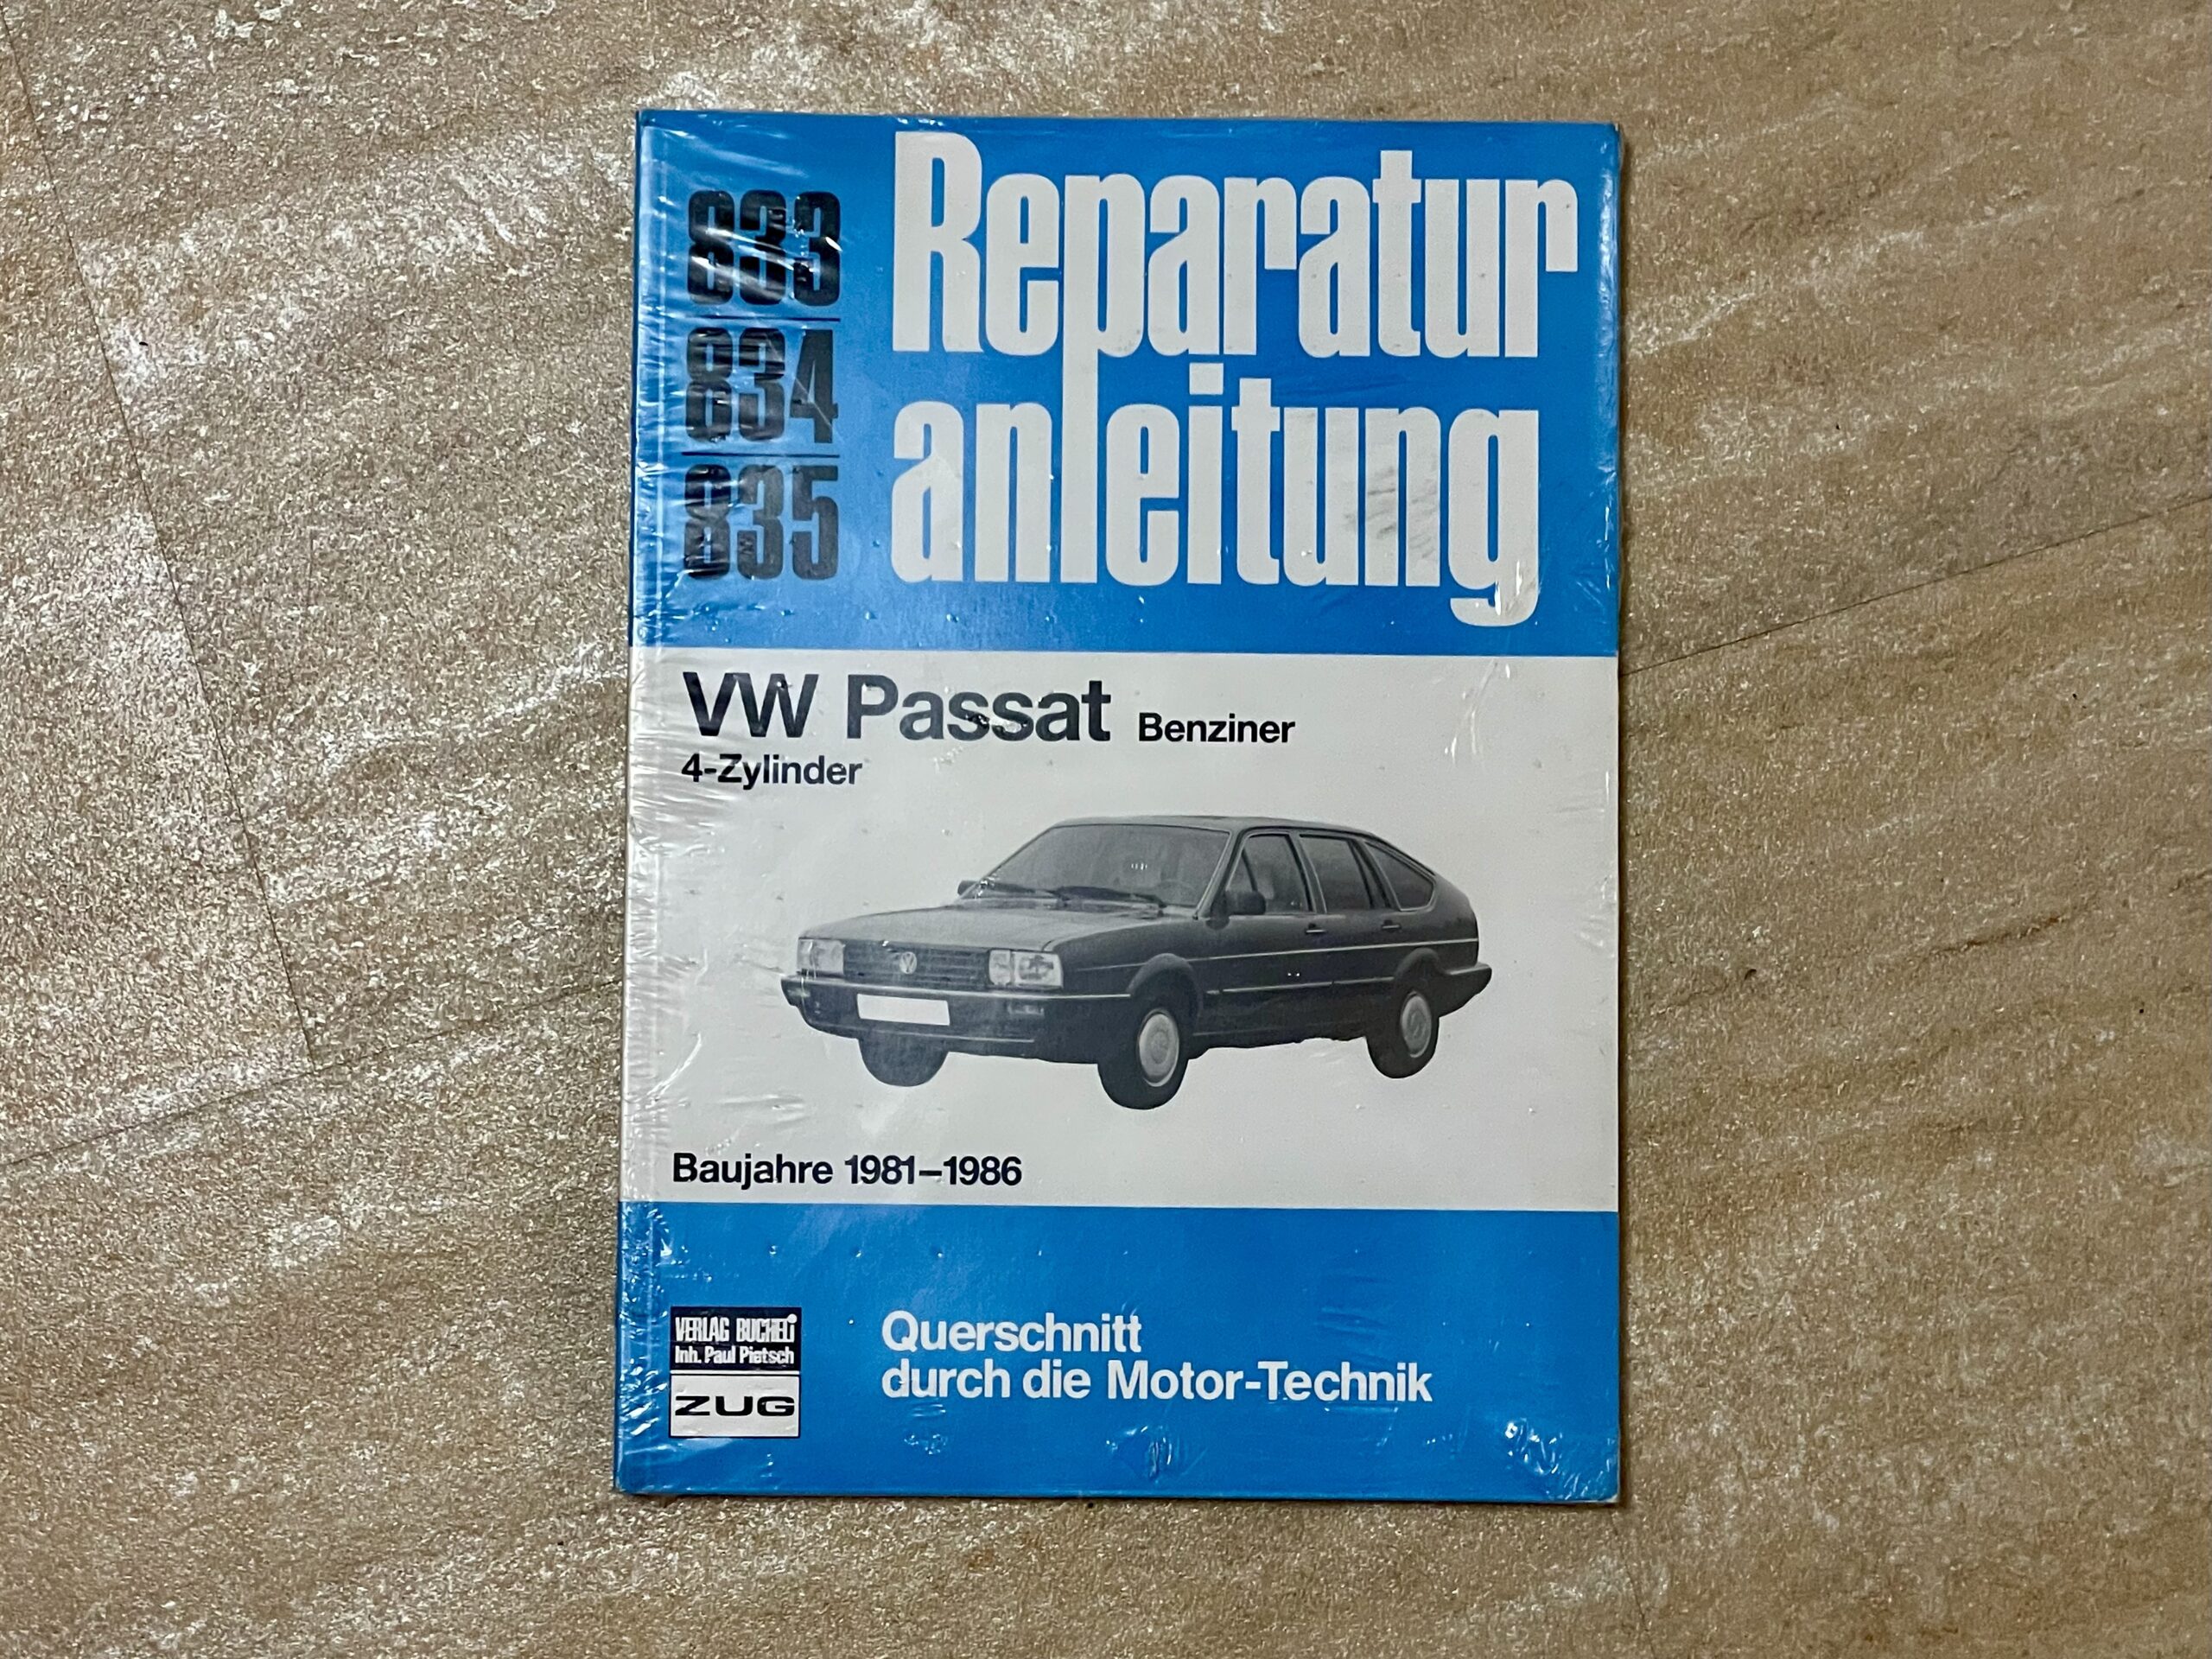 833
834
835
Reparatur
anleitung
VW Passat Benziner
4-Zylinder
Baujahre 1981–1986
VERLAG BUCHELI
Inh. Paul Pietsch
ZUG
Querschnitt
durch die Motor-Technik